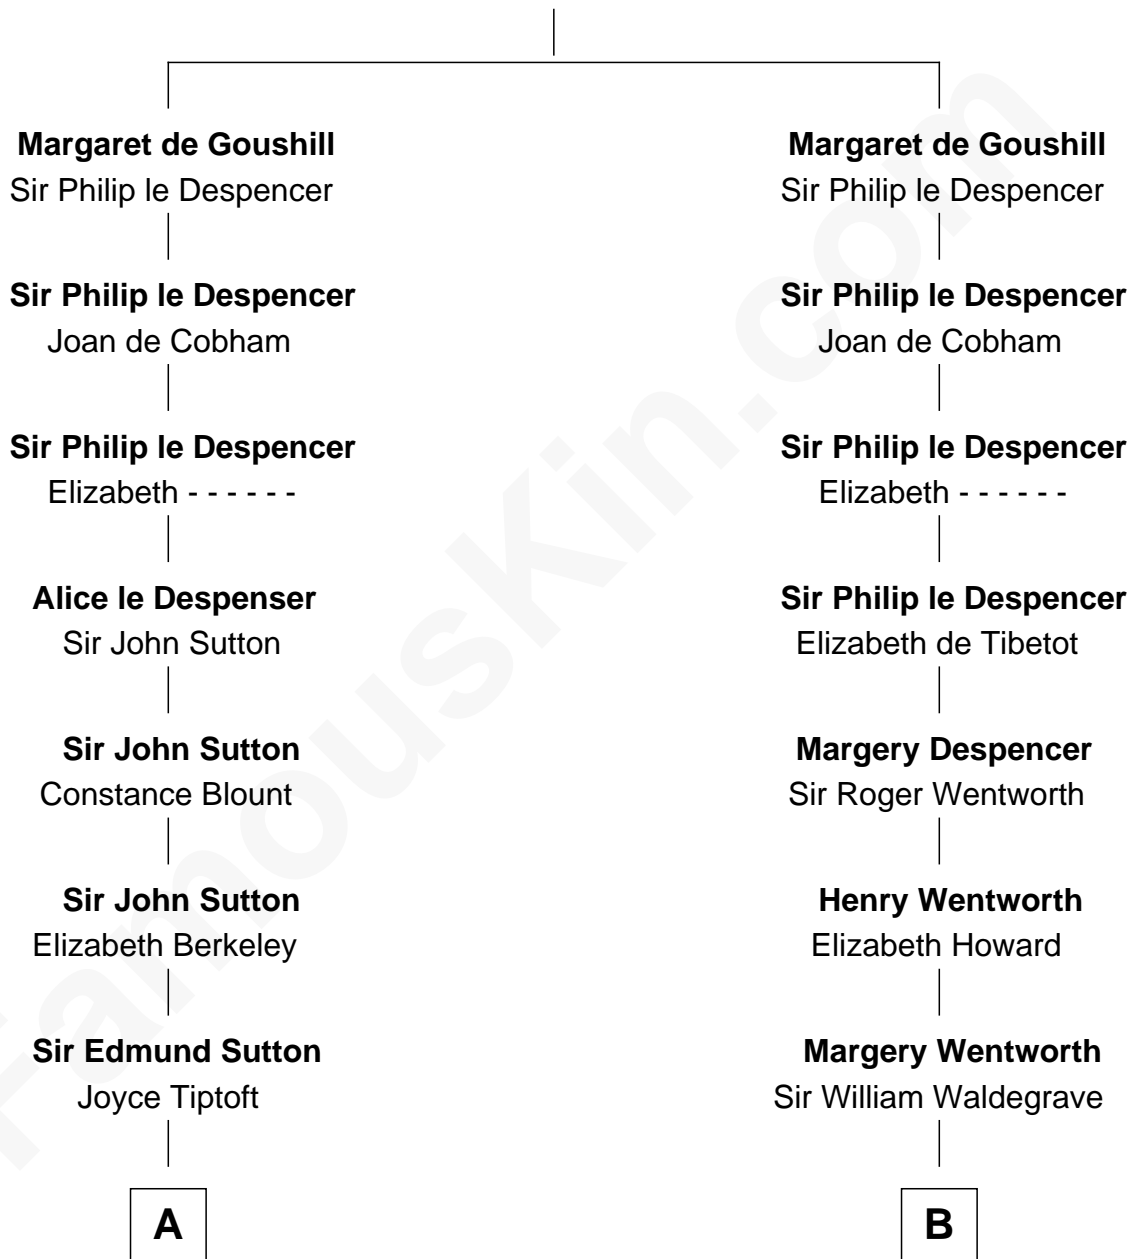 Margaret de Goushill
Sir Philip le Despencer
Sir Philip le Despencer
Joan de Cobham
Sir Philip le Despencer
Elizabeth - - - - - -
Alice le Despenser
Sir John Sutton
Sir John Sutton
Constance Blount
Sir John Sutton
Elizabeth Berkeley
Sir Edmund Sutton
Joyce Tiptoft
A
Margaret de Goushill
Sir Philip le Despencer
Sir Philip le Despencer
Joan de Cobham
Sir Philip le Despencer
Elizabeth - - - - - -
Sir Philip le Despencer
Elizabeth de Tibetot
Margery Despencer
Sir Roger Wentworth
Henry Wentworth
Elizabeth Howard
Margery Wentworth
Sir William Waldegrave
B
FamousKin.com